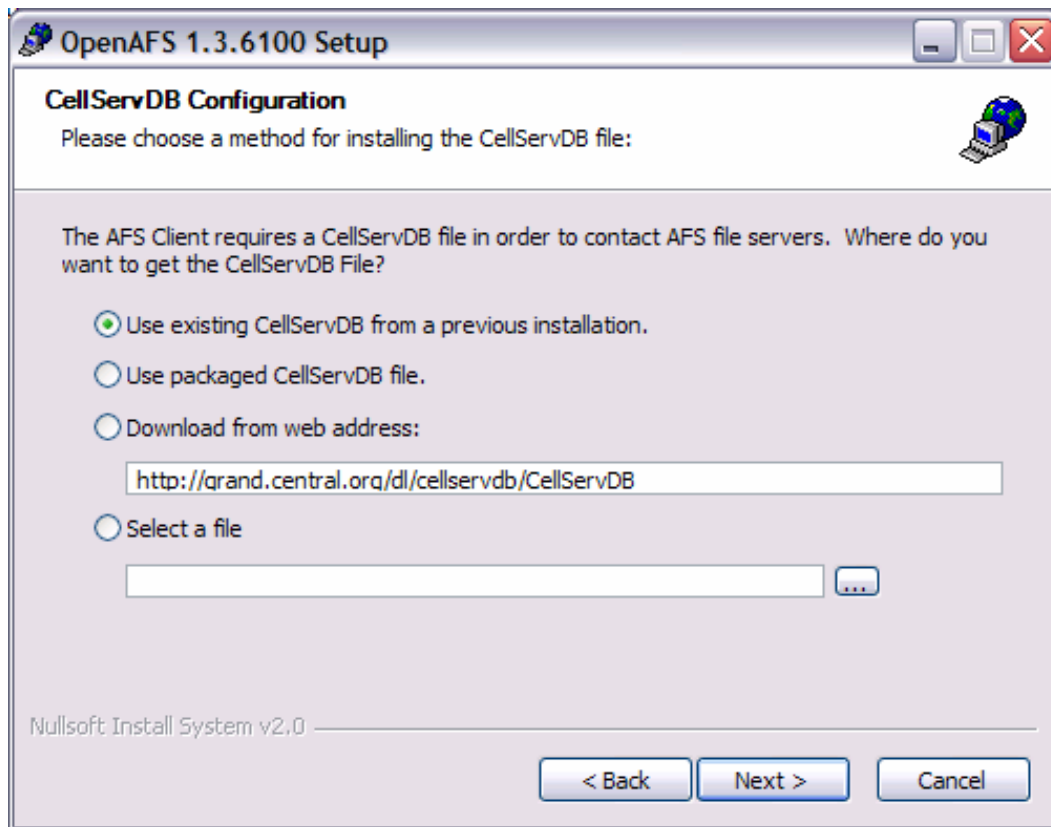 OpenAFS 1.3.6100 Setup
CellServDB Configuration
Please choose a method for installing the CellServDB file:
The AFS Client requires a CellServDB file in order to contact AFS file servers.  Where do you
want to get the CellServDB File?
Use existing CellServDB from a previous installation.
Use packaged CellServDB file.
Download from web address:
http://grand.central.org/dl/cellservdb/CellServDB
Select a file
...
Nullsoft Install System v2.0
< Back
Next >
Cancel